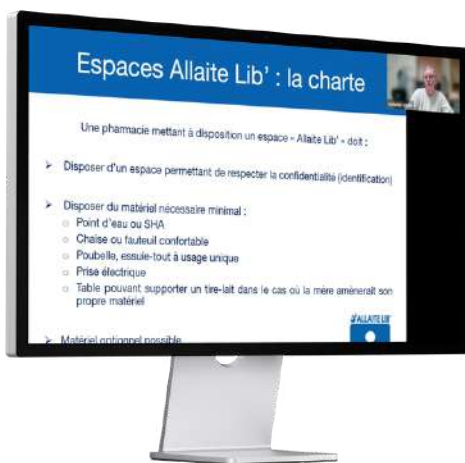 Espaces Allaite Lib' : la charte
Une pharmacie mettant à disposition un espace « Allaite Lib' » doit :
➢ Disposer d'un espace permettant de respecter la confidentialité (identification)
➢ Disposer du matériel nécessaire minimal :
○ Point d'eau ou SHA
○ Chaise ou fauteuil confortable
○ Poubelle, essuie-tout à usage unique
○ Prise électrique
○ Table pouvant supporter un tire-lait dans le cas où la mère amènerait son
propre matériel
#ALLAITE LIB'
➢ Matériel optionnel possible